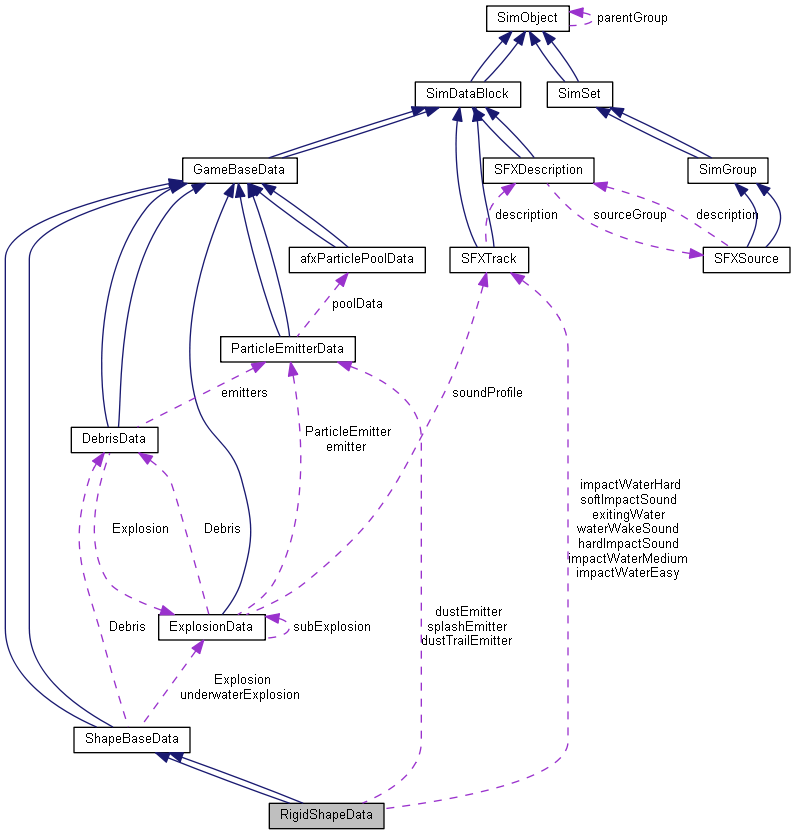 SimObject
parentGroup
SimDataBlock
SimSet
GameBaseData
SFXDescription
SimGroup
description
sourceGroup
description
afxParticlePoolData
SFXTrack
SFXSource
poolData
ParticleEmitterData
emitters
soundProfile
DebrisData
ParticleEmitter
emitter
impactWaterHard
softImpactSound
exitingWater
waterWakeSound
hardImpactSound
impactWaterMedium
impactWaterEasy
Explosion
Debris
dustEmitter
splashEmitter
dustTrailEmitter
Debris
ExplosionData
subExplosion
Explosion
underwaterExplosion
ShapeBaseData
RigidShapeData